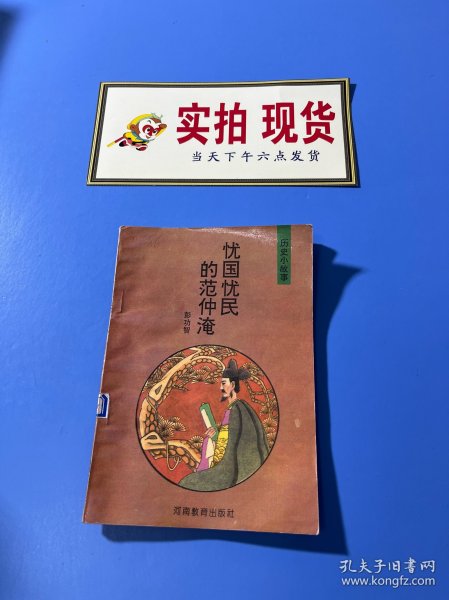 实拍 现货
当天下午六点发货
历史小故事
忧国忧民
的范仲淹
彭功智
河南教育出版社
孔夫子旧书网
www.kongfz.com